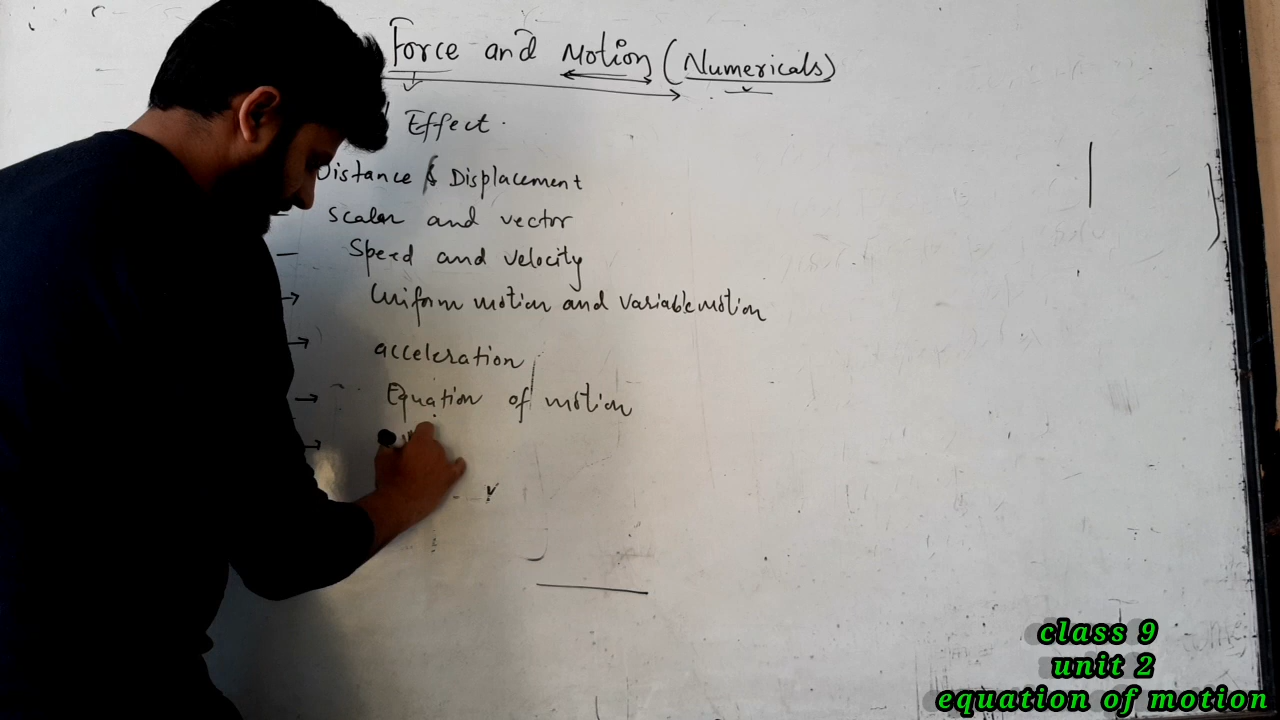 Force and Motion (Numericals)
Effect.
Distance & Displacement
Scalar and vector
Speed and velocity
Uniform motion and variable motion
acceleration
Equation of motion
class 9
unit 2
equation of motion